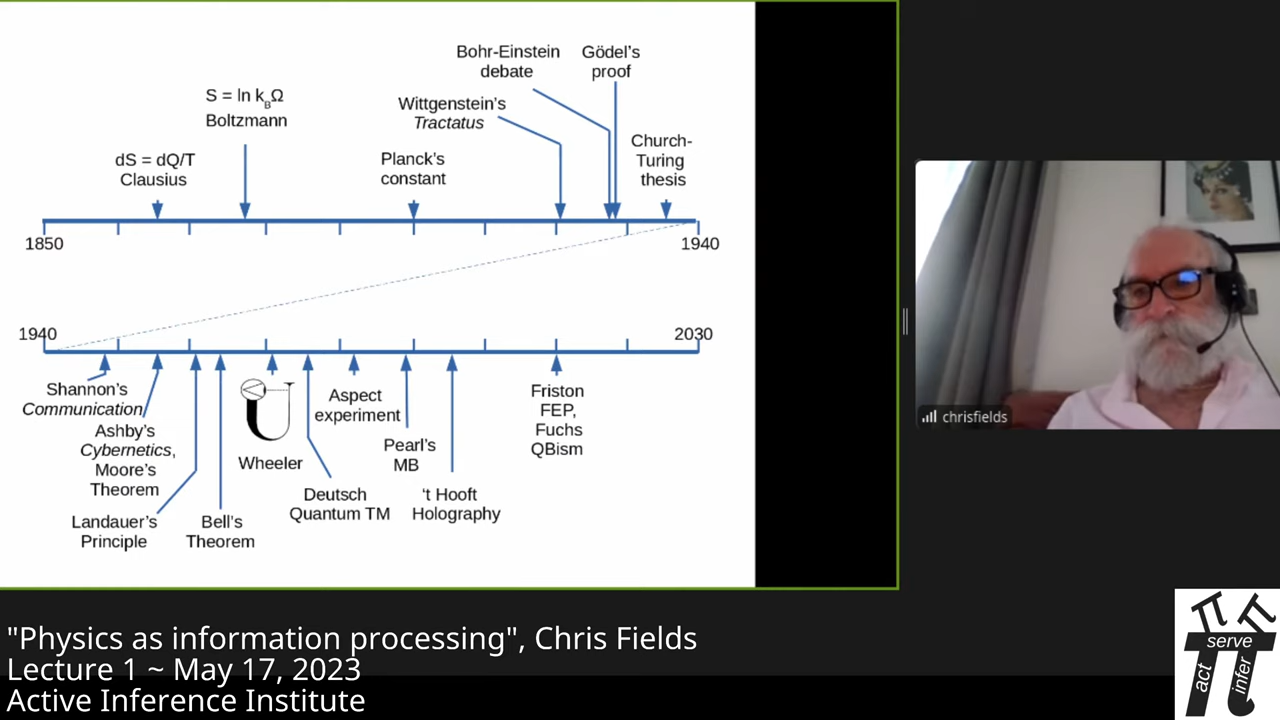 Bohr-Einstein
debate
Gödel's
proof
S = ln kBΩ
Boltzmann
Wittgenstein's
Tractatus
Church-
Turing
thesis
dS = dQ/T
Clausius
Planck's
constant
1850
1940
1940
2030
Shannon's
Communication
Ashby's
Cybernetics,
Moore's
Theorem
Landauer's
Principle
Bell's
Theorem
Wheeler
Deutsch
Quantum TM
Aspect
experiment
Pearl's
MB
't Hooft
Holography
Friston
FEP,
Fuchs
QBism
chrisfields
"Physics as information processing", Chris Fields
Lecture 1 ~ May 17, 2023
Active Inference Institute
serve
act
infer